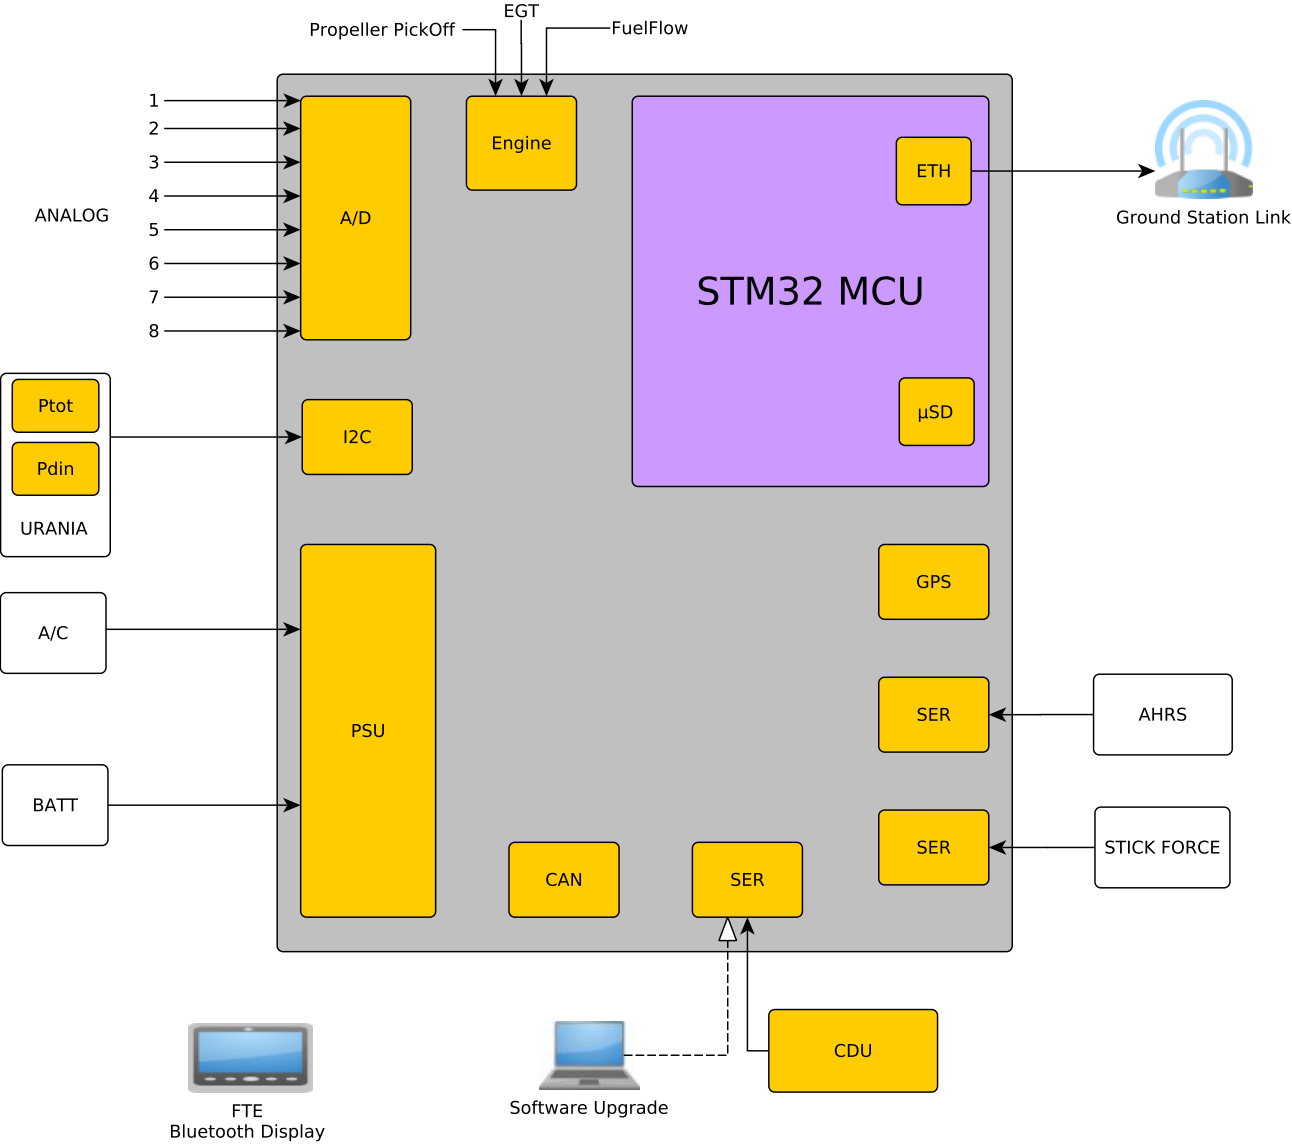 EGT
Propeller PickOff
FuelFlow
1
2
3
4
5
6
7
8
ANALOG
A/D
Engine
ETH
STM32 MCU
µSD
Ground Station Link
Ptot
Pdin
URANIA
I2C
A/C
BATT
PSU
GPS
SER
AHRS
SER
STICK FORCE
CAN
SER
CDU
Software Upgrade
FTE
Bluetooth Display